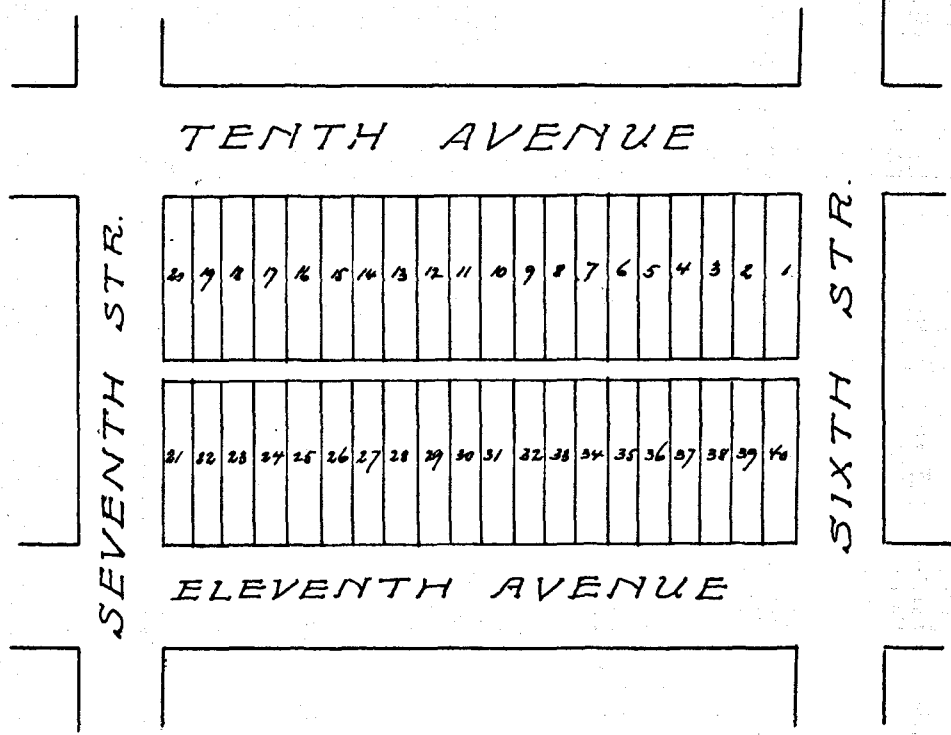 TENTH AVENUE
SEVENTH STR.
SIXTH STR.
20 19 18 17 16 15 14 13 12 11 10 9 8 7 6 5 4 3 2 1
21 22 23 24 25 26 27 28 29 30 31 32 33 34 35 36 37 38 39 40
ELEVENTH AVENUE